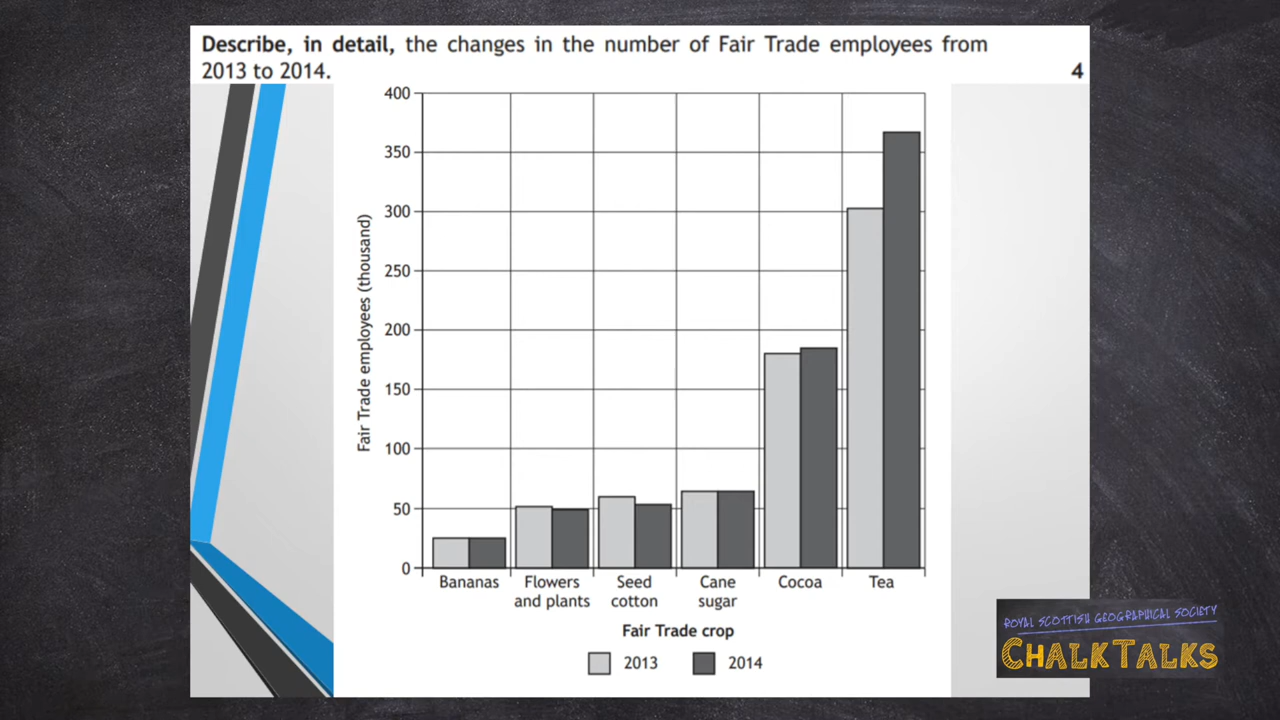 Describe, in detail, the changes in the number of Fair Trade employees from
2013 to 2014.
4
400
350
300
250
200
150
100
50
0
Fair Trade employees (thousand)
Bananas
Flowers
and plants
Seed
cotton
Cane
sugar
Cocoa
Tea
Fair Trade crop
2013
2014
ROYAL SCOTTISH GEOGRAPHICAL SOCIETY
CHALKTALKS